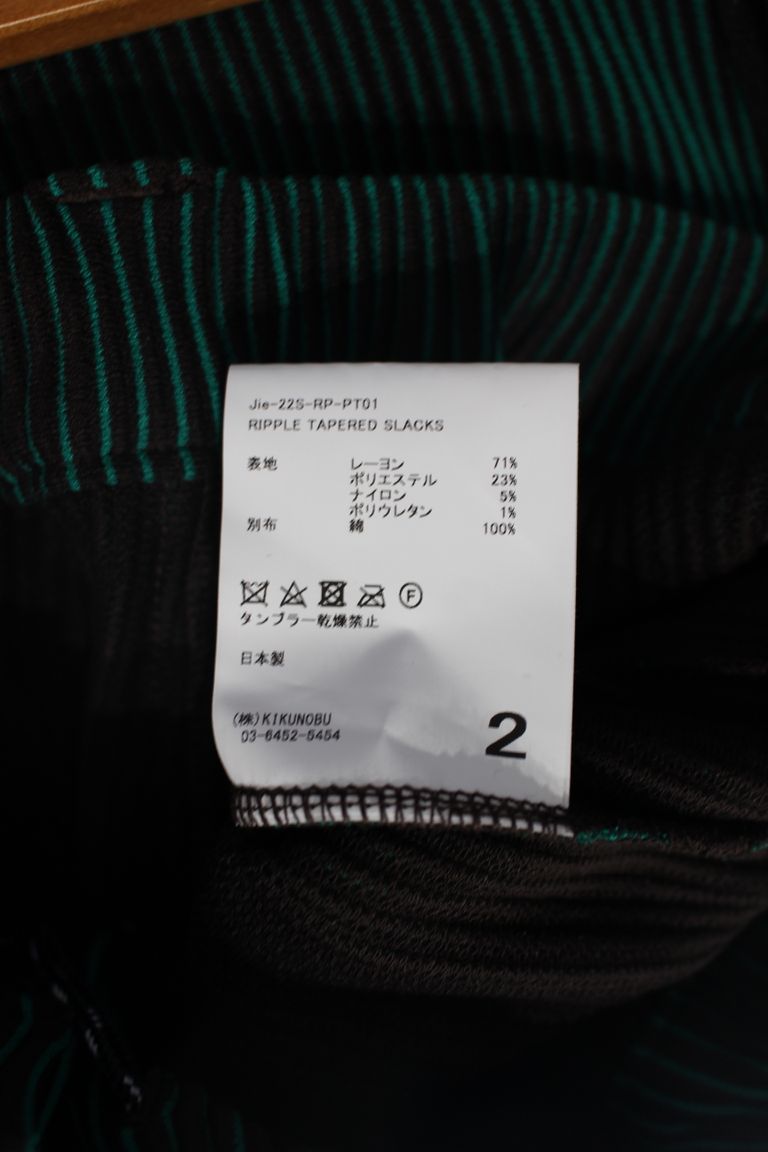 Jie-22S-RP-PT01
RIPPLE TAPERED SLACKS
表地 レーヨン 71%
ポリエステル 23%
ナイロン 5%
ポリウレタン 1%
別布 綿 100%
F
タンブラー乾燥禁止
日本製
(株)KIKUNOBU
03-6452-5454
2